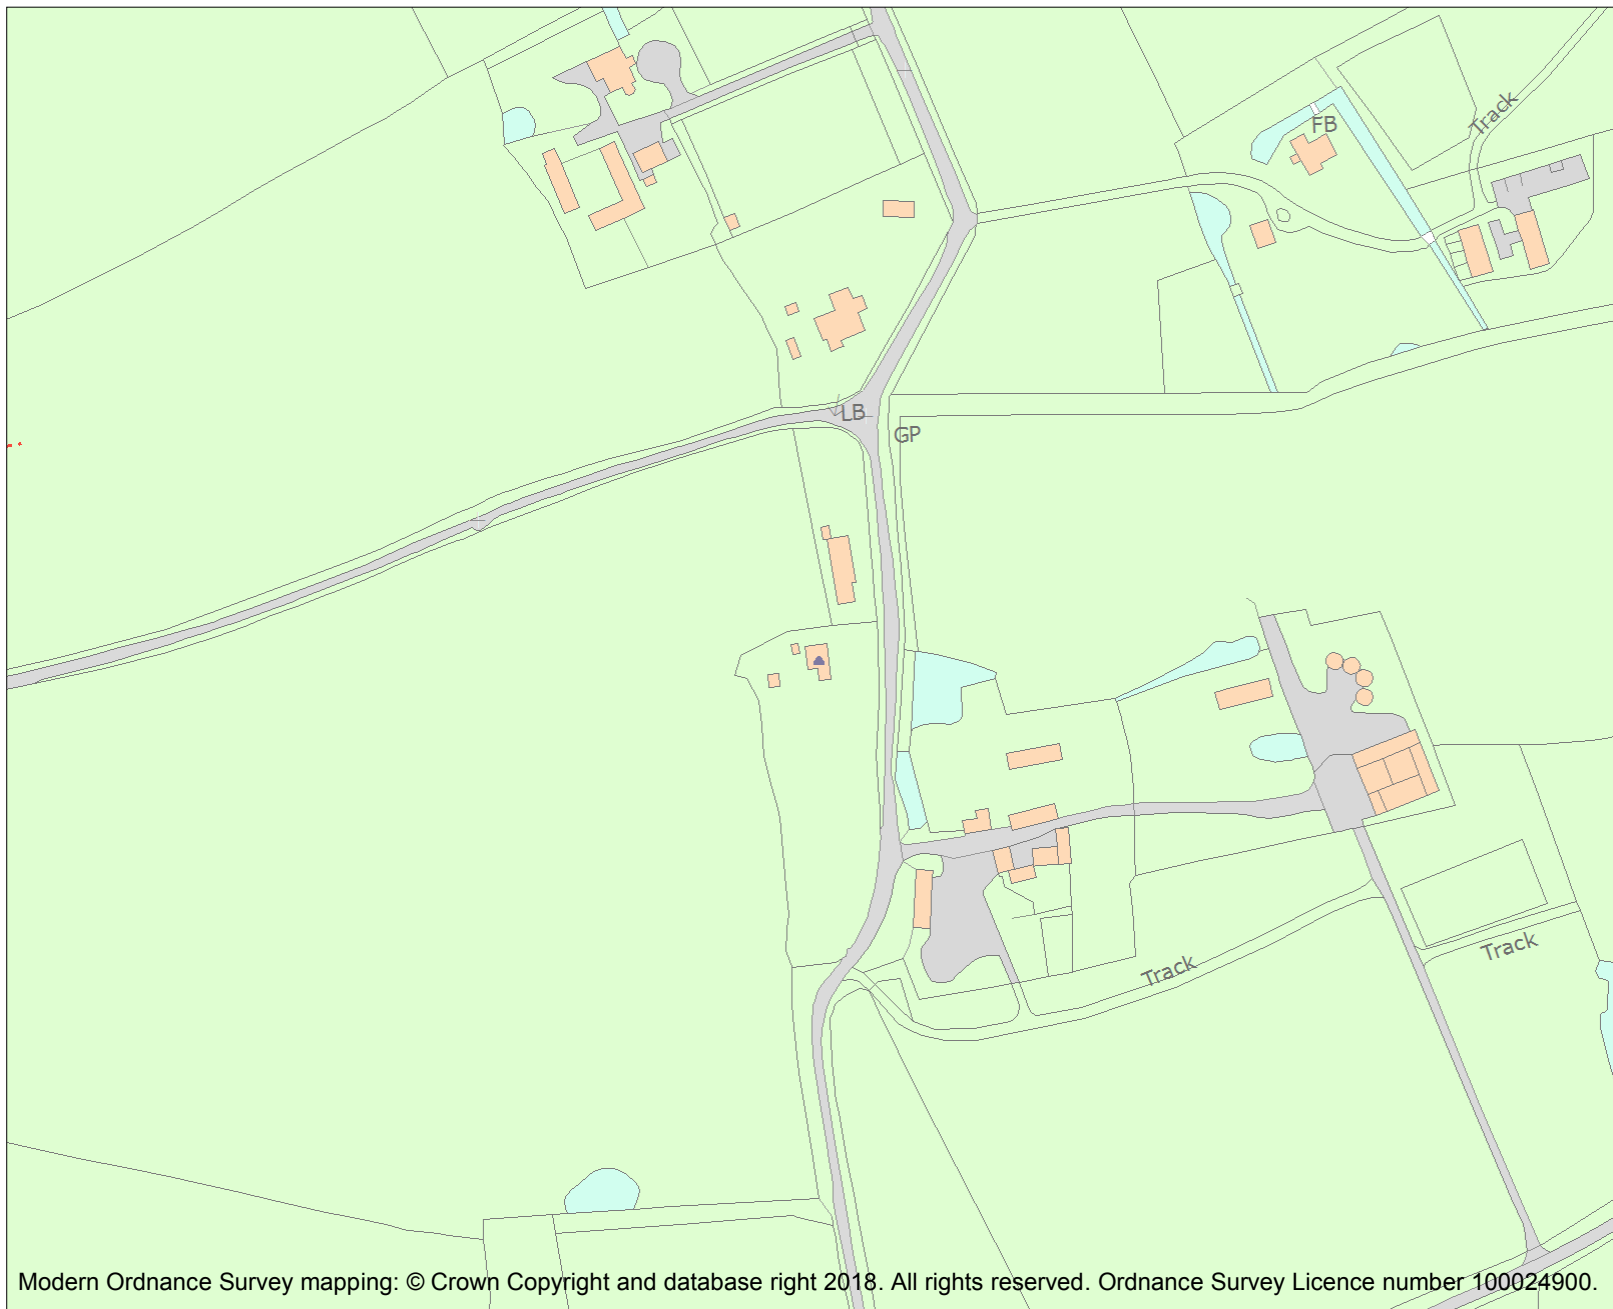 Track
FB
LB
GP
Track
Track
Modern Ordnance Survey mapping: © Crown Copyright and database right 2018. All rights reserved. Ordnance Survey Licence number 100024900.